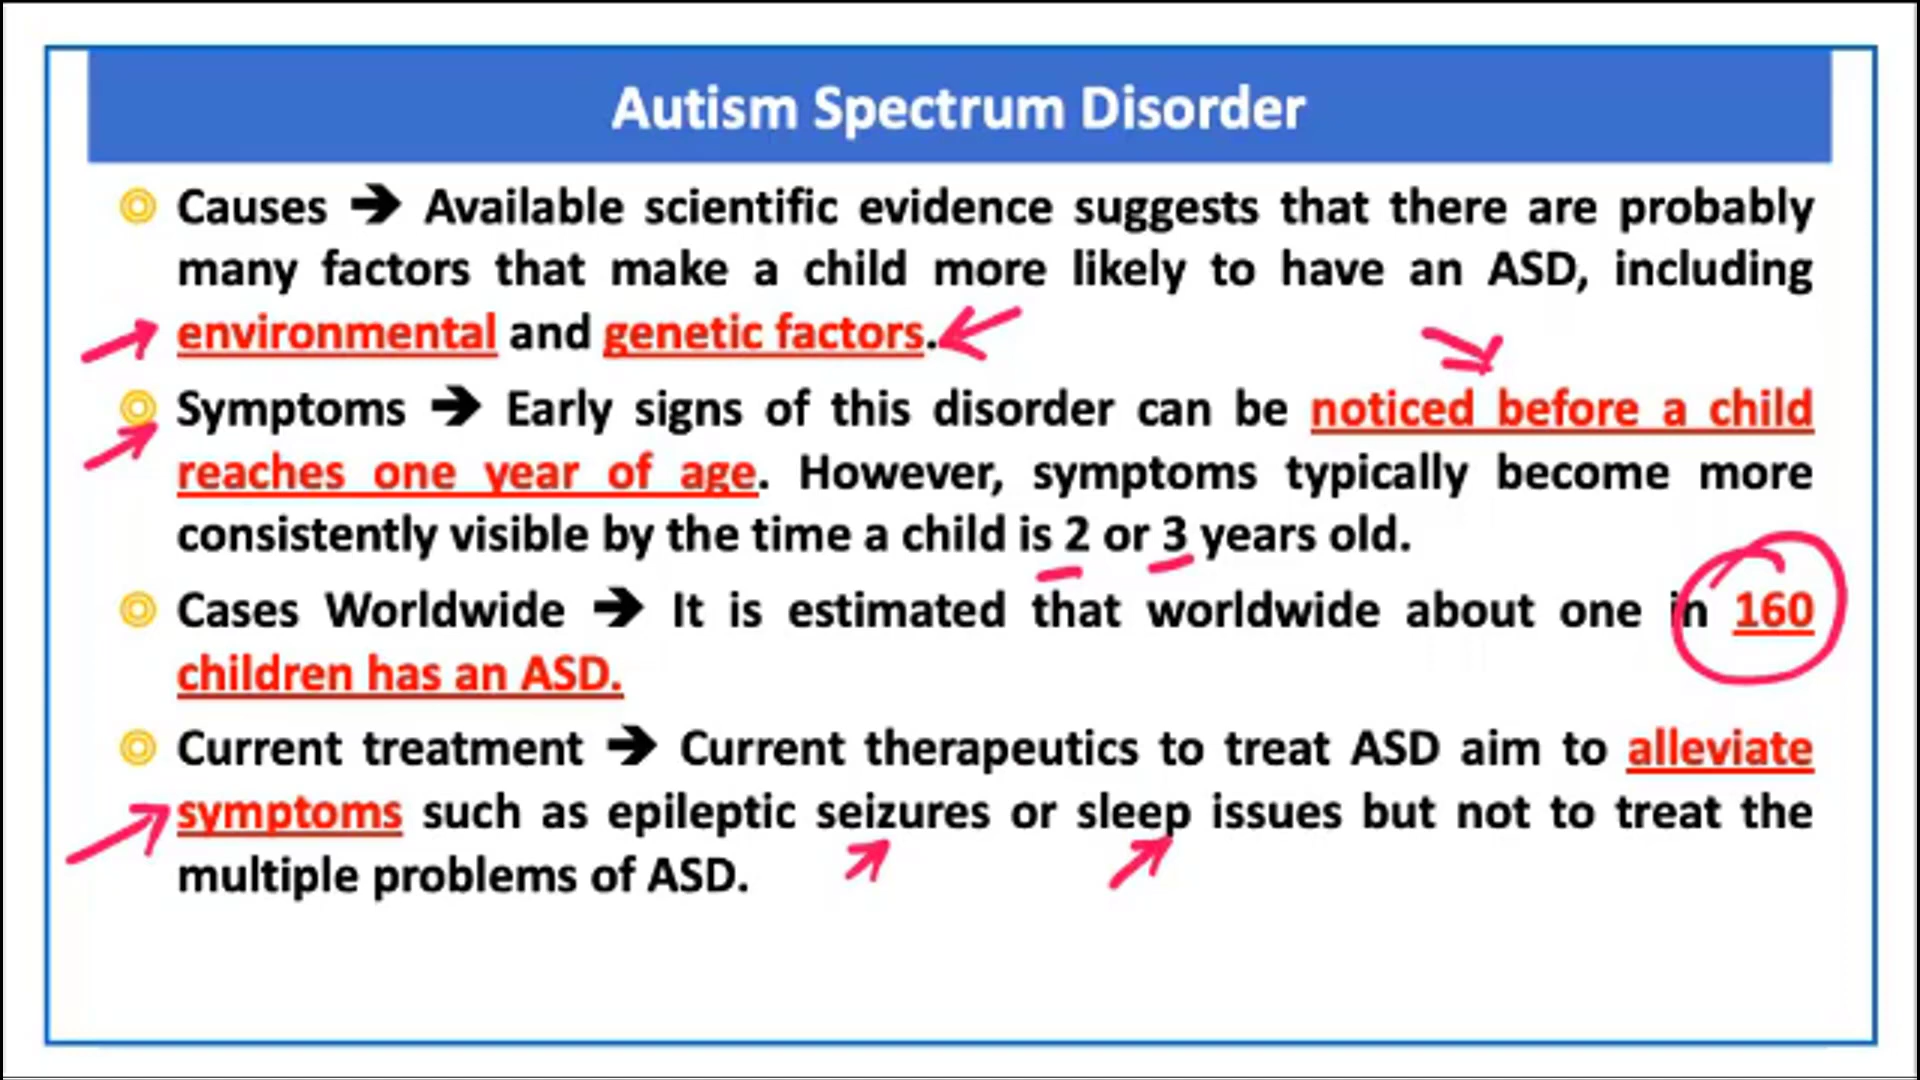 Autism Spectrum Disorder
Causes ➔ Available scientific evidence suggests that there are probably
many factors that make a child more likely to have an ASD, including
environmental and genetic factors.
Symptoms ➔ Early signs of this disorder can be noticed before a child
reaches one year of age. However, symptoms typically become more
consistently visible by the time a child is 2 or 3 years old.
Cases Worldwide ➔ It is estimated that worldwide about one in 160
children has an ASD.
Current treatment ➔ Current therapeutics to treat ASD aim to alleviate
symptoms such as epileptic seizures or sleep issues but not to treat the
multiple problems of ASD.